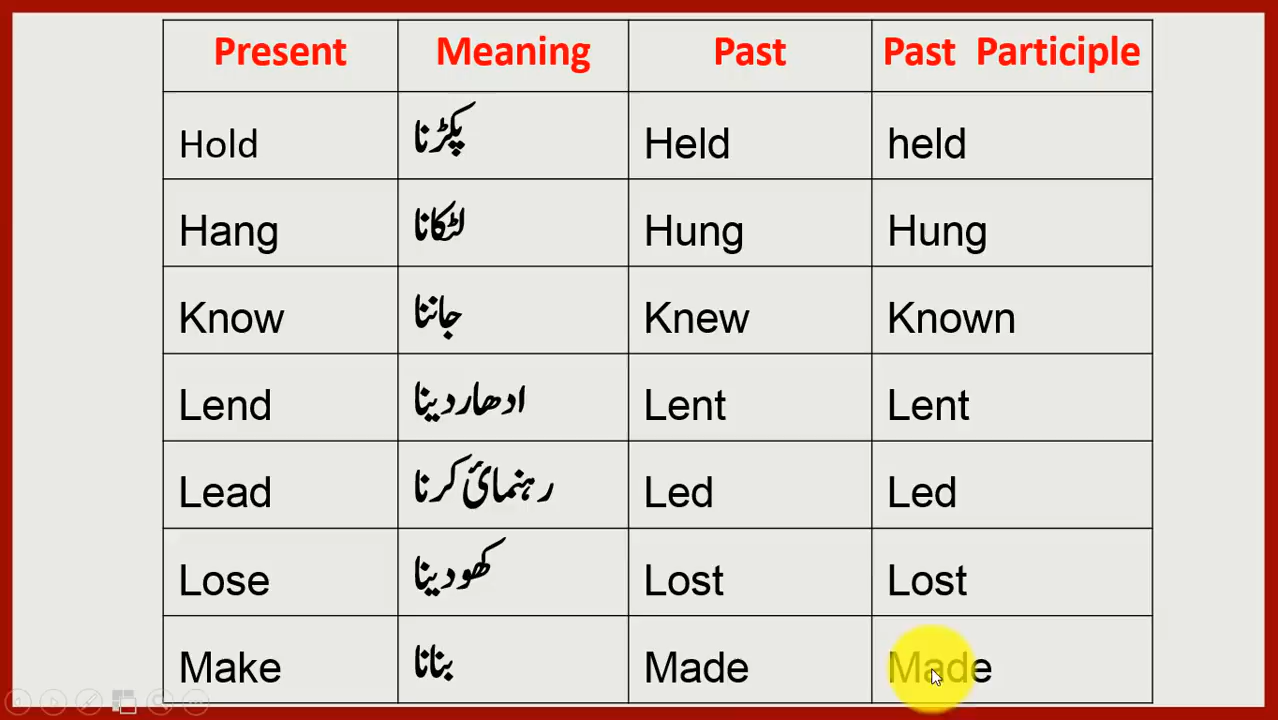 Present Meaning Past Past Participle
Hold پکڑنا Held held
Hang لٹکانا Hung Hung
Know جاننا Knew Known
Lend ادھار دینا Lent Lent
Lead رہنمائ کرنا Led Led
Lose کھو دینا Lost Lost
Make بنانا Made Made